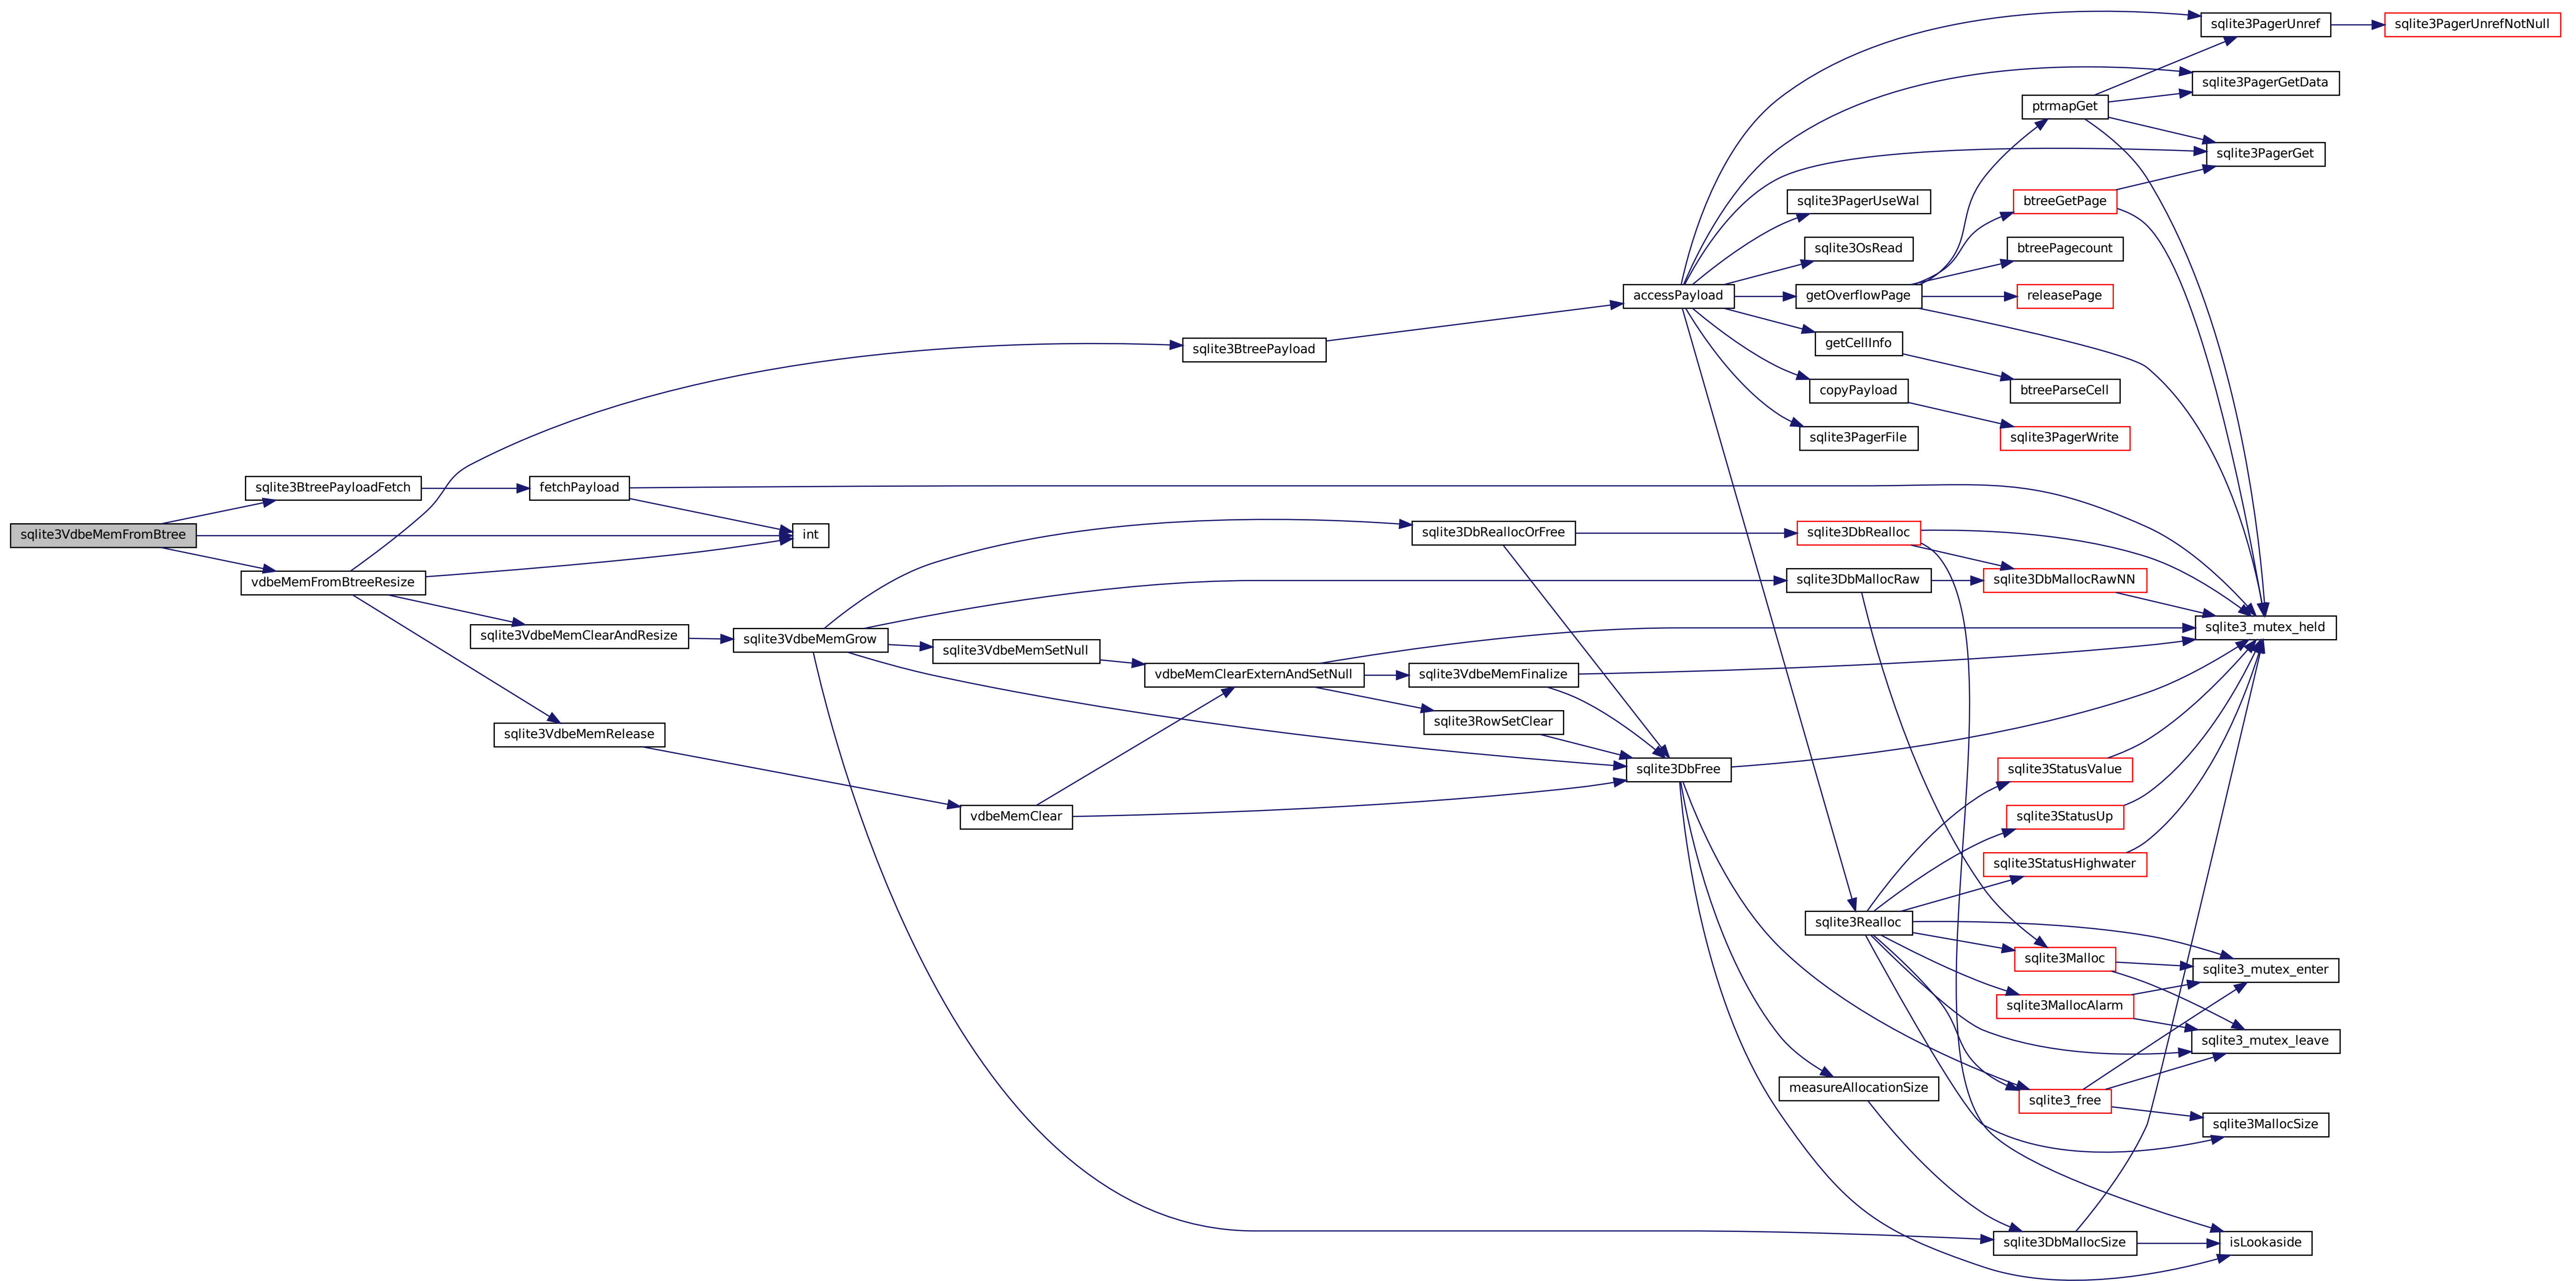 sqlite3PagerUnref
sqlite3PagerUnrefNotNull
sqlite3PagerGetData
ptrmapGet
sqlite3PagerGet
sqlite3PagerUseWal
btreeGetPage
sqlite3OsRead
btreePagecount
accessPayload
getOverflowPage
releasePage
sqlite3BtreePayload
getCellInfo
copyPayload
btreeParseCell
sqlite3PagerFile
sqlite3PagerWrite
sqlite3BtreePayloadFetch
fetchPayload
sqlite3VdbeMemFromBtree
int
sqlite3DbReallocOrFree
sqlite3DbRealloc
vdbeMemFromBtreeResize
sqlite3DbMallocRaw
sqlite3DbMallocRawNN
sqlite3VdbeMemClearAndResize
sqlite3VdbeMemGrow
sqlite3VdbeMemSetNull
sqlite3_mutex_held
vdbeMemClearExternAndSetNull
sqlite3VdbeMemFinalize
sqlite3RowSetClear
sqlite3VdbeMemRelease
sqlite3DbFree
sqlite3StatusValue
vdbeMemClear
sqlite3StatusUp
sqlite3StatusHighwater
sqlite3Realloc
sqlite3Malloc
sqlite3_mutex_enter
sqlite3MallocAlarm
sqlite3_mutex_leave
measureAllocationSize
sqlite3_free
sqlite3MallocSize
sqlite3DbMallocSize
isLookaside